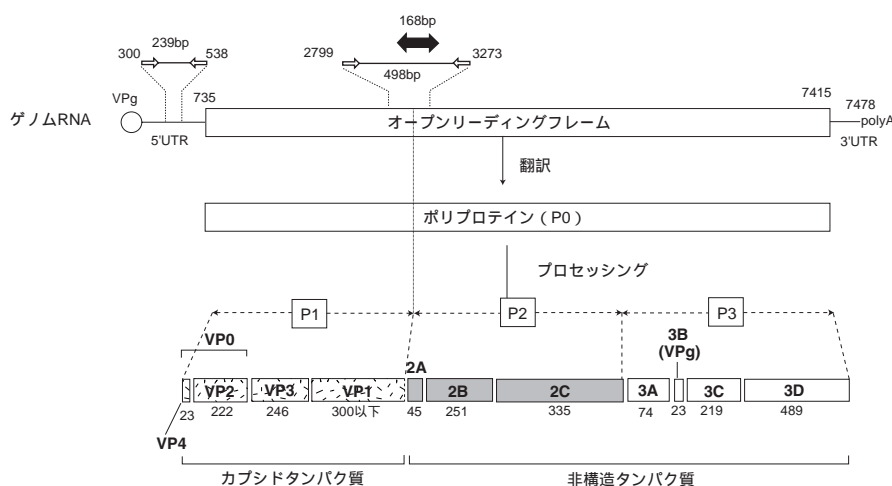 168bp
300 239bp 538
2799 3273
498bp
VPg
735
7415
7478
ゲノムRNA
オープンリーディングフレーム
polyA
5'UTR
3'UTR
翻訳
ポリプロテイン（P0）
プロセッシング
P1
P2
P3
VP0
3B
(VPg)
2A
VP2 VP3 VP1 2B 2C 3A 3C 3D
23 222 246 300以下 45 251 335 74 23 219 489
VP4
カプシドタンパク質
非構造タンパク質